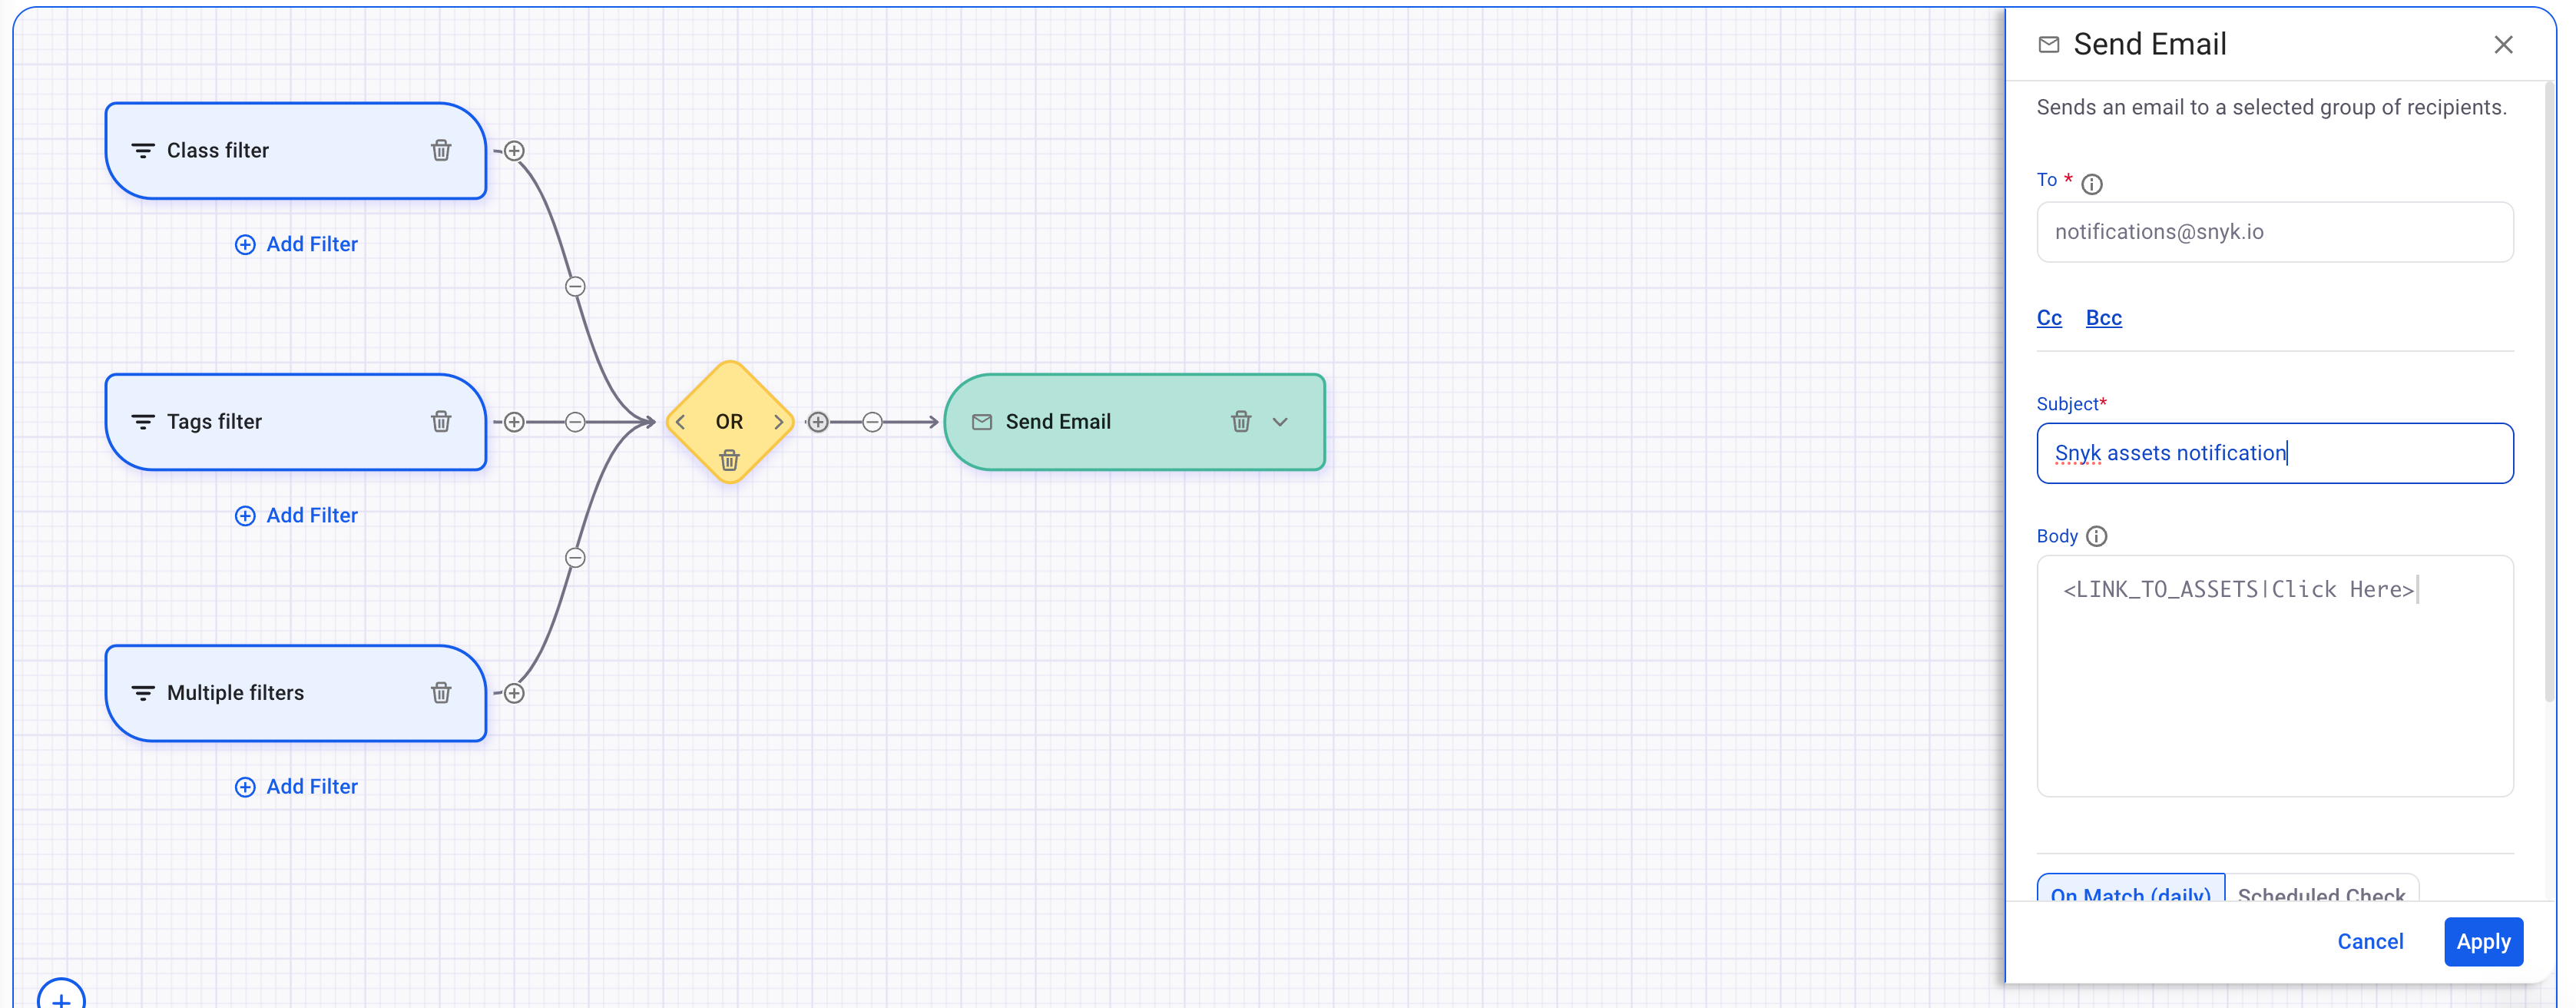 Class filter
Add Filter
Tags filter
Add Filter
Multiple filters
Add Filter
OR
Send Email
Send Email
Sends an email to a selected group of recipients.
To *
notifications@snyk.io
Cc Bcc
Subject*
Snyk assets notification
Body
<LINK_TO_ASSETS|Click Here>
On Match (daily) Scheduled Check
Cancel Apply